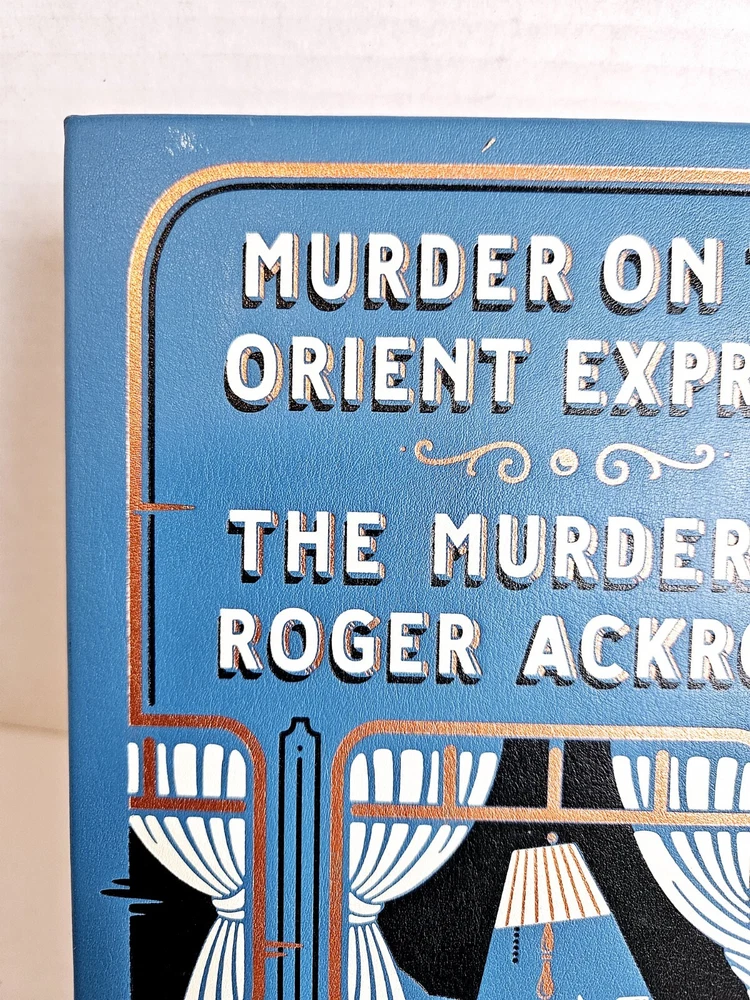 MURDER ON T
ORIENT EXPR
THE MURDER
ROGER ACKRO